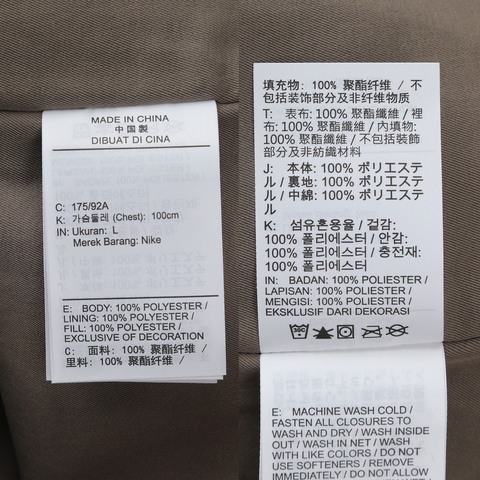 MADE IN CHINA
中国製
DIBUAT DI CINA
C: 175/92A
K: 가슴둘레 (Chest): 100cm
IN: Ukuran: L
Merek Barang: Nike
E: BODY: 100% POLYESTER /
LINING: 100% POLYESTER /
FILL: 100% POLYESTER /
EXCLUSIVE OF DECORATION
C: 面料: 100% 聚酯纤维 /
里料: 100% 聚酯纤维 /
填充物: 100% 聚酯纤维 / 不
包括装饰部分及非纤维物质
T: 表布: 100% 聚酯纖維 / 裡
布: 100% 聚酯纖維 / 內填物:
100% 聚酯纖維 / 不包括裝飾
部分及非紡織材料
J: 本体: 100% ポリエステ
ル / 裏地: 100% ポリエステ
ル / 中綿: 100% ポリエステ
ル
K: 섬유혼용율 / 겉감:
100% 폴리에스터 / 안감:
100% 폴리에스터 / 충전재:
100% 폴리에스터
IN: BADAN: 100% POLIESTER /
LAPISAN: 100% POLIESTER /
MENGISI: 100% POLIESTER /
EKSKLUSIF DARI DEKORASI
E: MACHINE WASH COLD /
FASTEN ALL CLOSURES TO
WASH AND DRY / WASH INSIDE
OUT / WASH IN NET / WASH
WITH LIKE COLORS / DO NOT
USE SOFTENERS / REMOVE
IMMEDIATELY / DO NOT